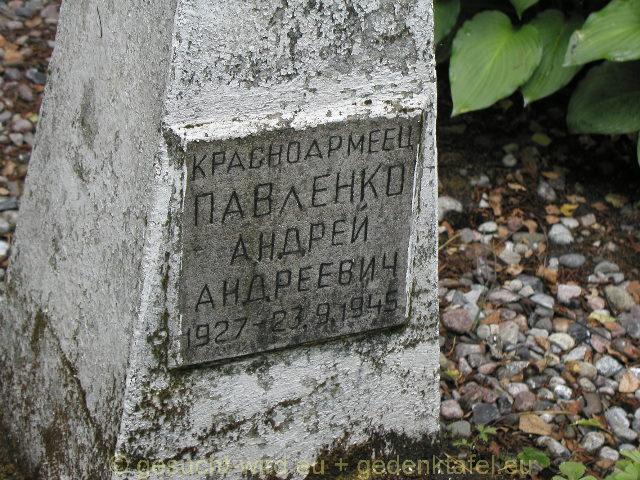 КРАСНОАРМЕЕЦ
ПАВЛЕНКО
АНДРЕЙ
АНДРЕЕВИЧ
1927-23.9.1945
© gesucht-wird.eu + gedenktafel.eu